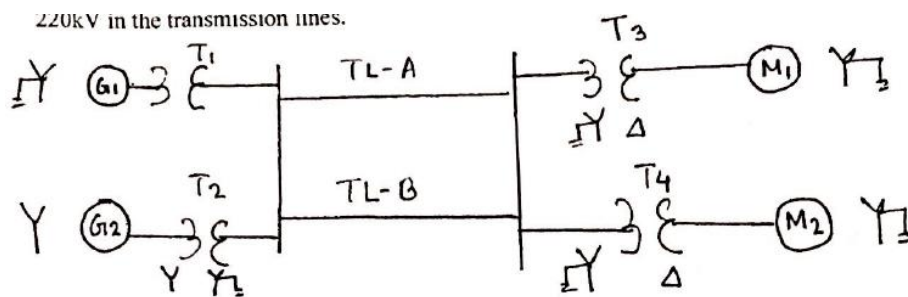 220kV in the transmission lines.
T1
T3
G1
TL-A
M1
Δ
T2
TL-B
T4
G2
M2
Y
Y
Δ